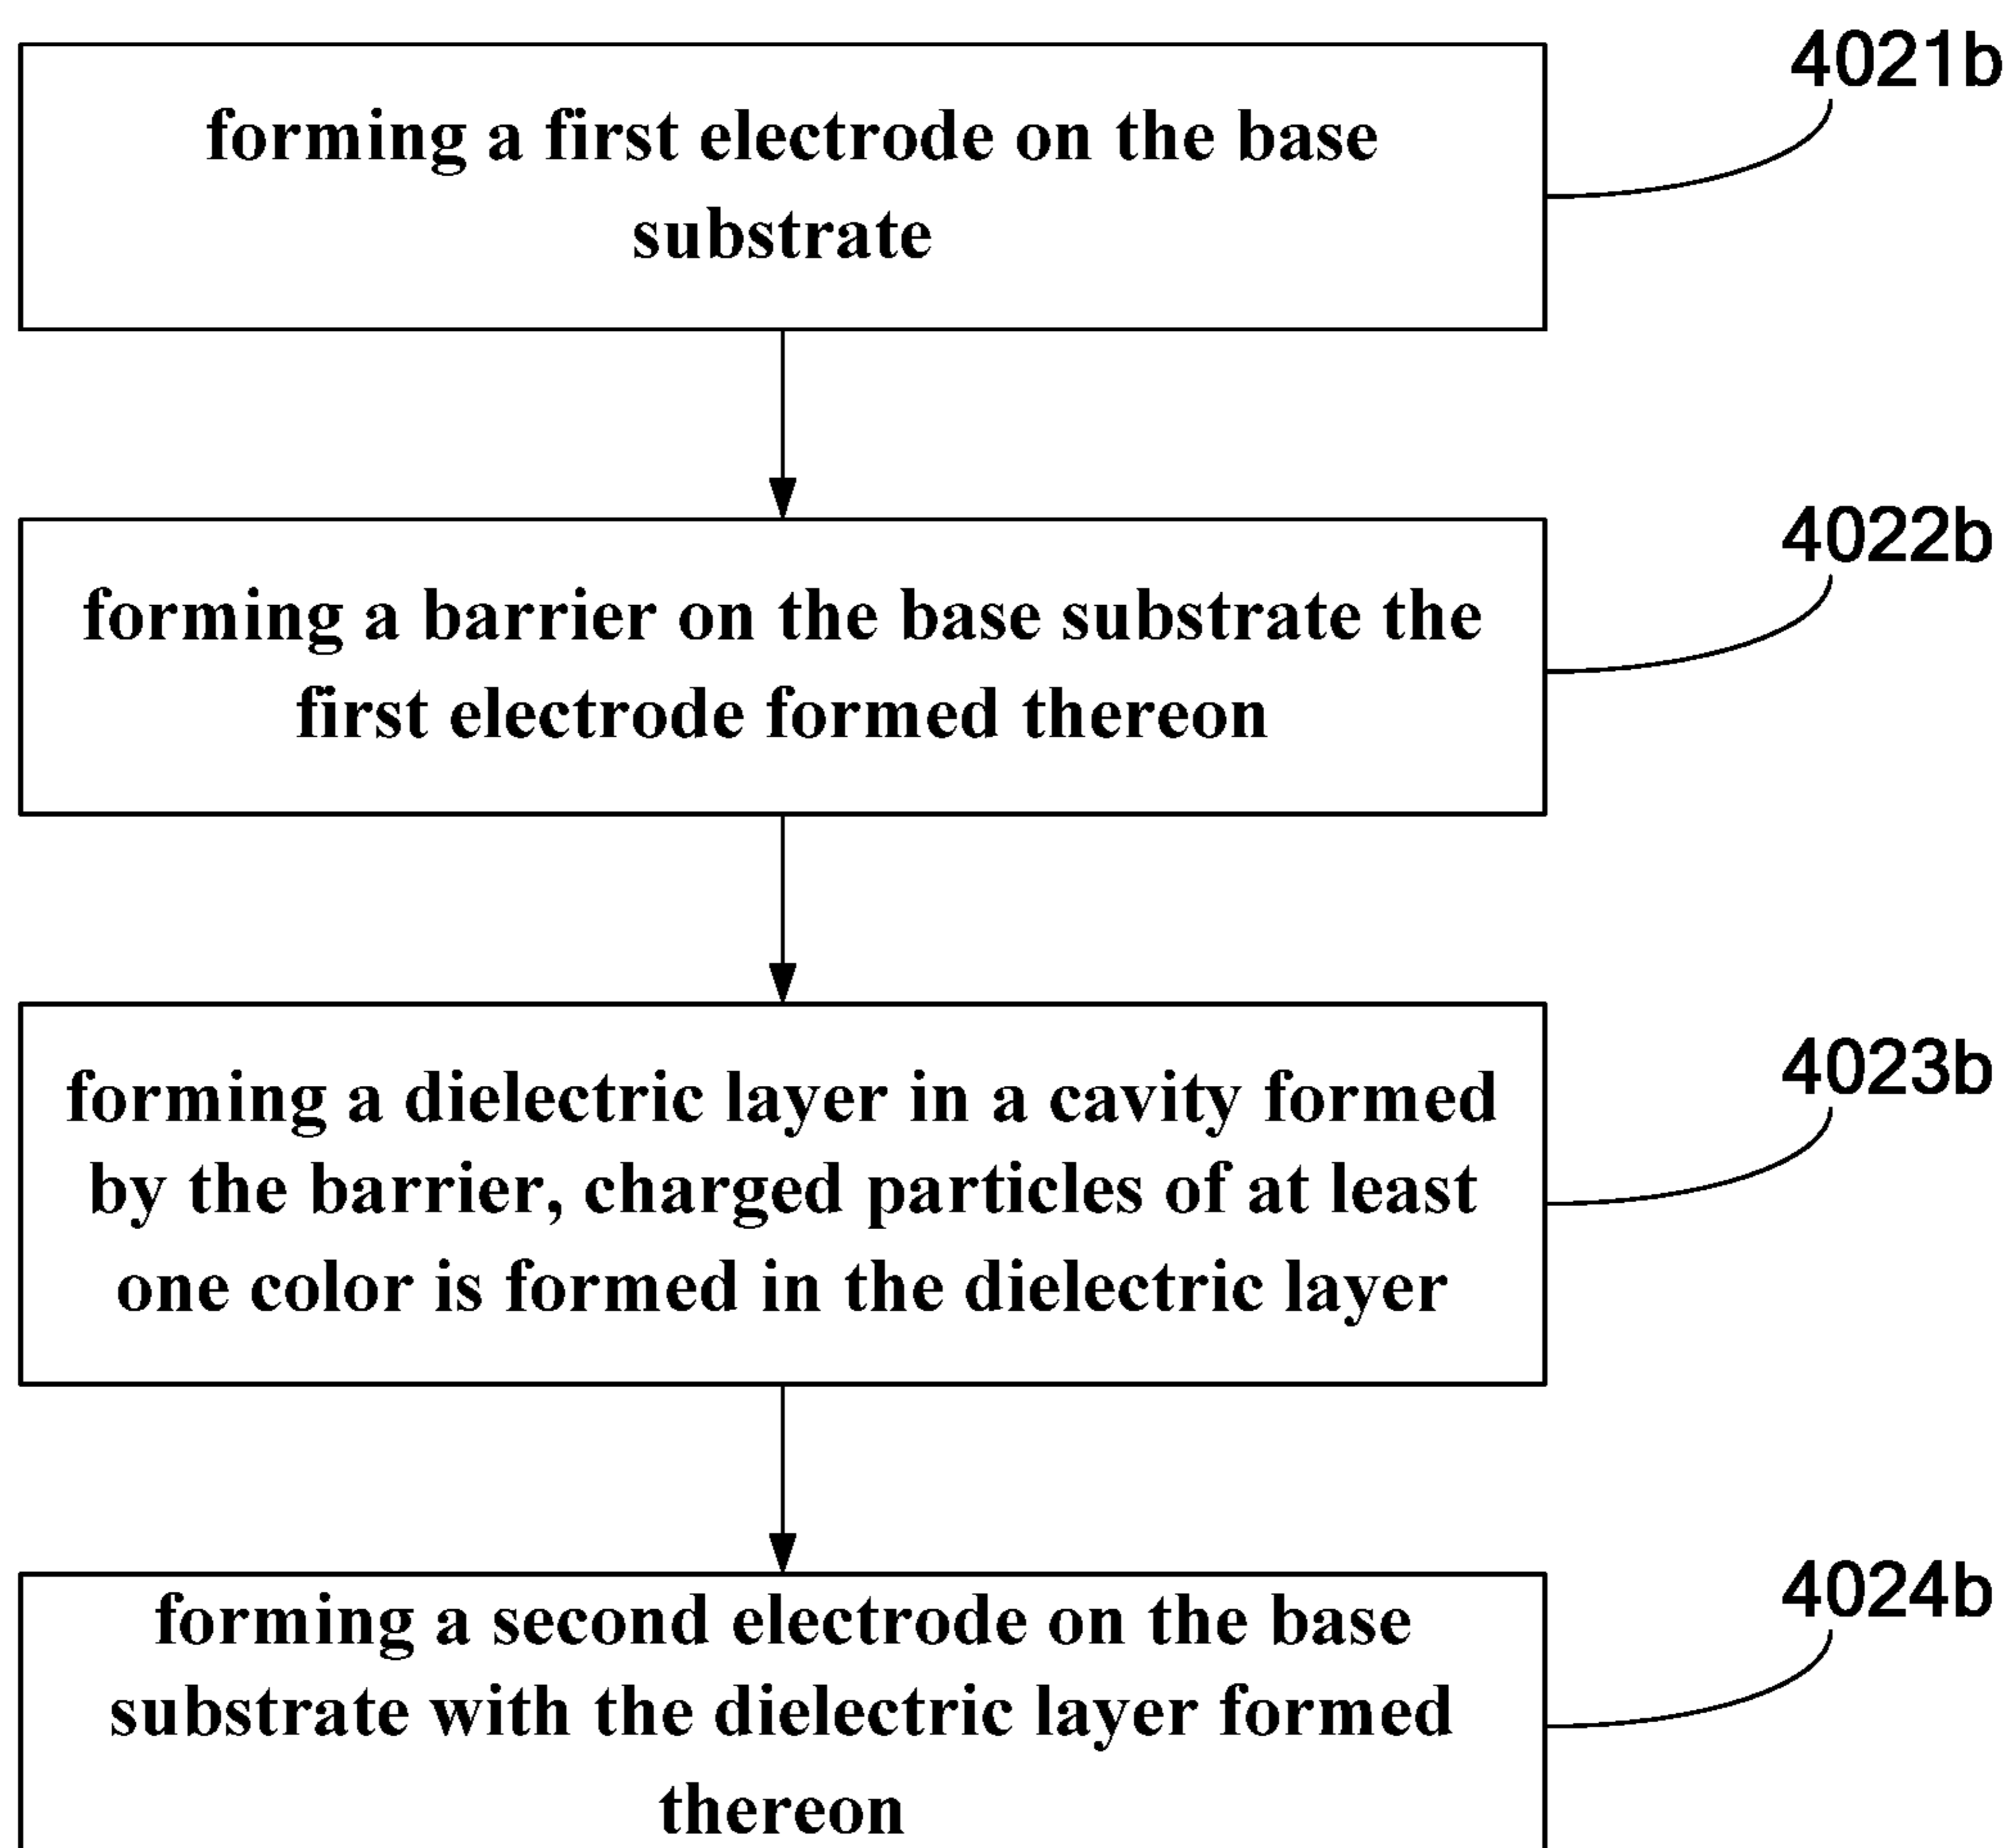 4021b
forming a first electrode on the base
substrate
4022b
forming a barrier on the base substrate the
first electrode formed thereon
4023b
forming a dielectric layer in a cavity formed
by the barrier, charged particles of at least
one color is formed in the dielectric layer
4024b
forming a second electrode on the base
substrate with the dielectric layer formed
thereon